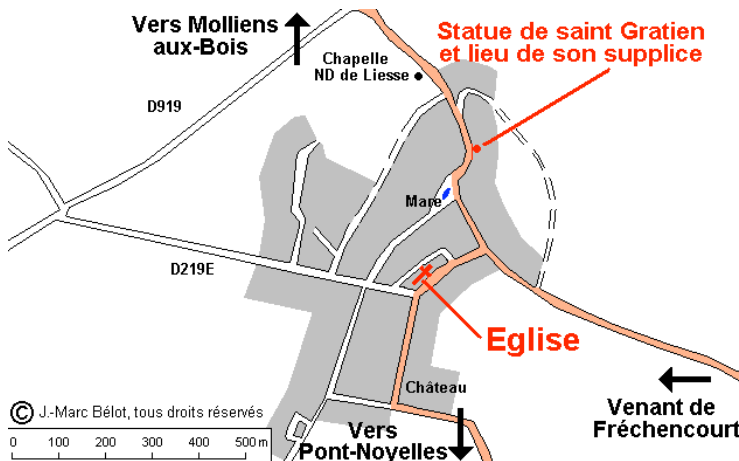 Vers Molliens
aux-Bois
Statue de saint Gratien
et lieu de son supplice
Chapelle
ND de Liesse
D919
Mare
D219E
Eglise
Château
Venant de
Fréchencourt
© J.-Marc Bélot, tous droits réservés
0 100 200 300 400 500 m
Vers
Pont-Noyelles